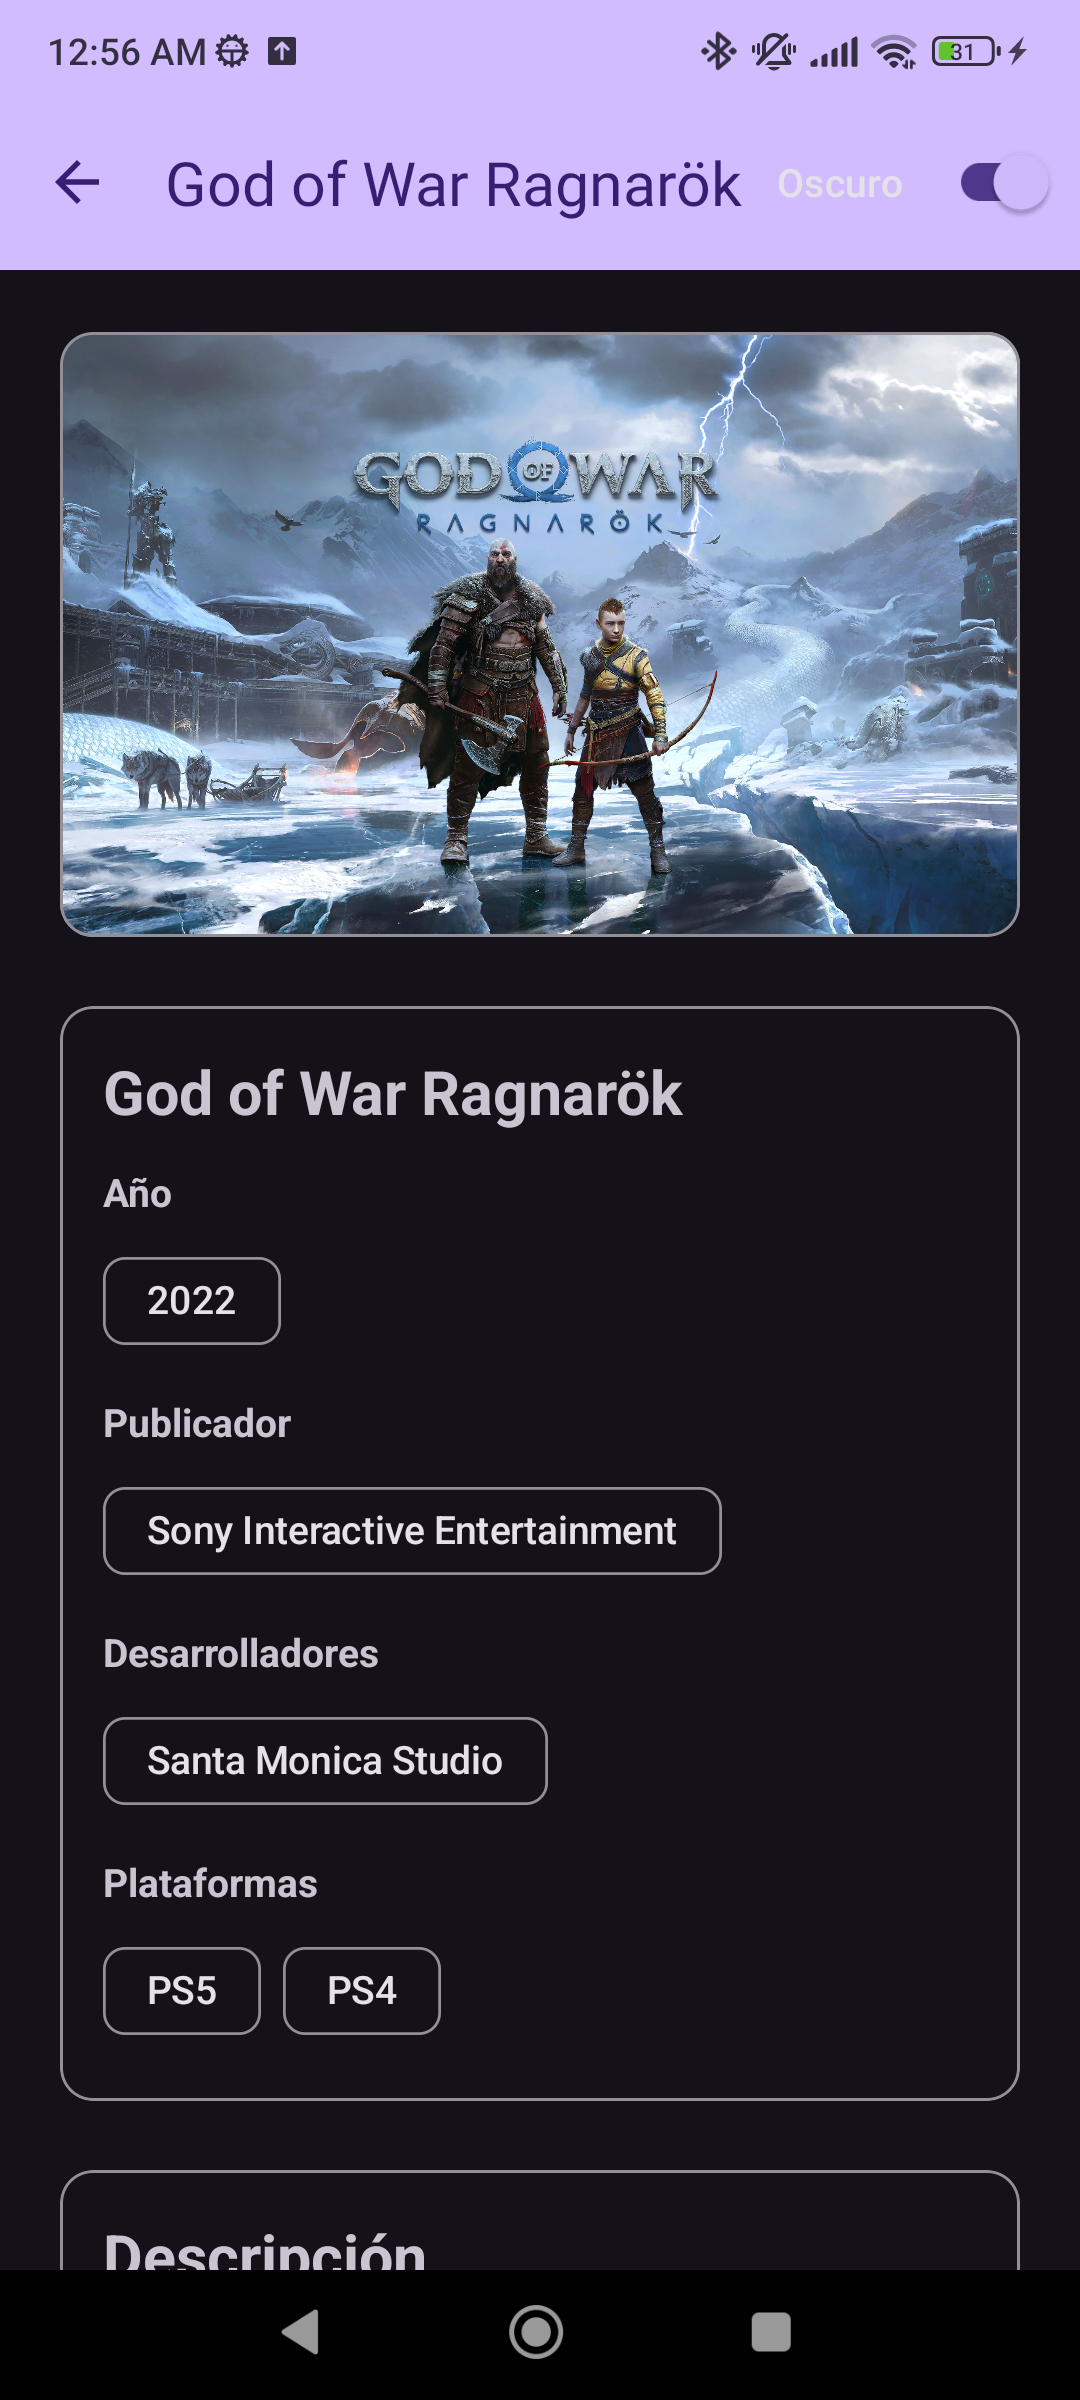 12:56 AM
31
God of War Ragnarök
Oscuro
GOD OF WAR
RAGNARÖK
God of War Ragnarök
Año
2022
Publicador
Sony Interactive Entertainment
Desarrolladores
Santa Monica Studio
Plataformas
PS5 PS4
Descripción